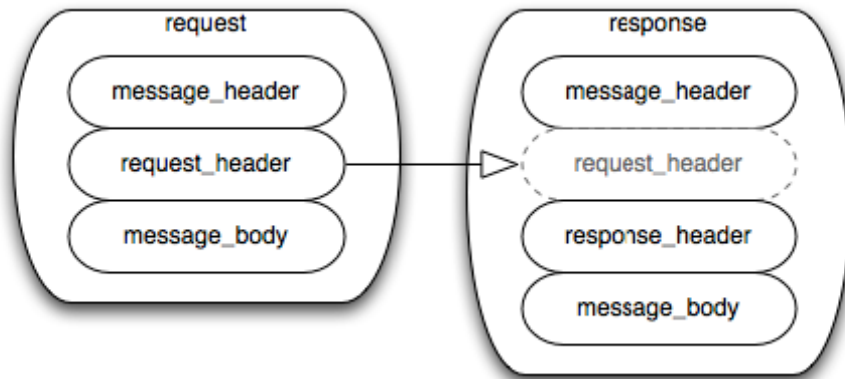 request
message_header
request_header
message_body
response
message_header
request_header
response_header
message_body